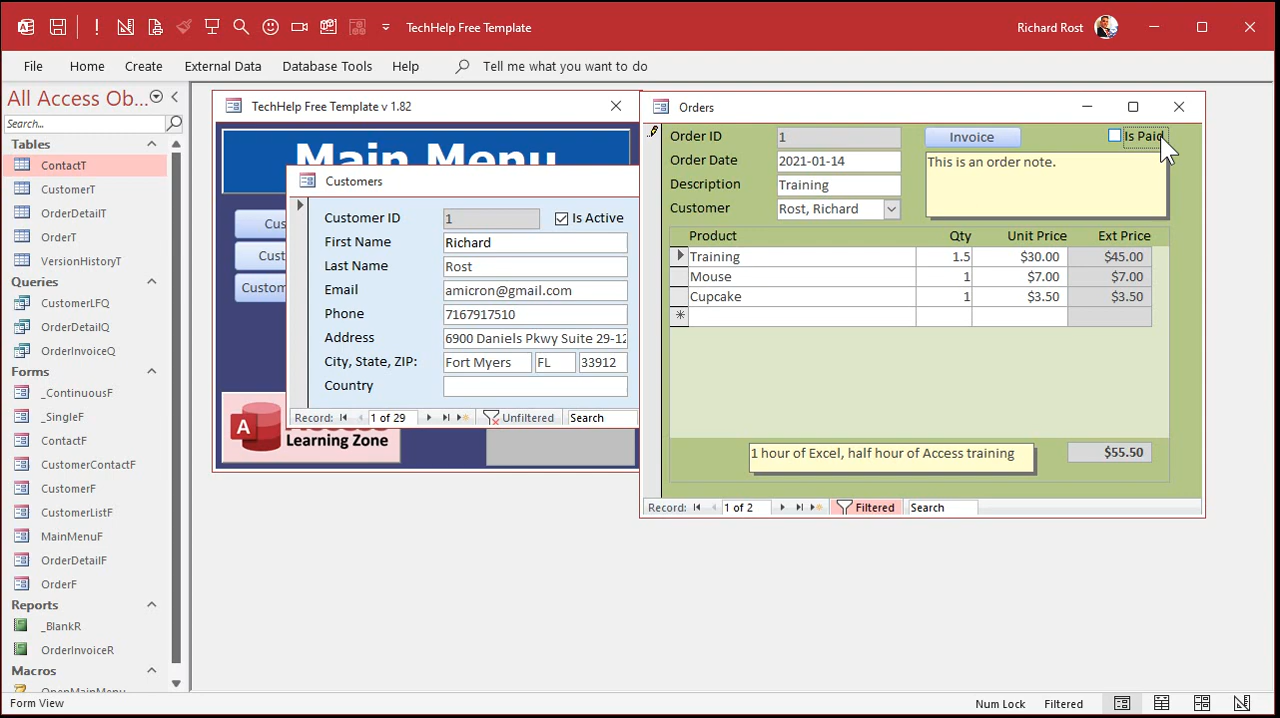 TechHelp Free Template
Richard Rost
File Home Create External Data Database Tools Help Tell me what you want to do
All Access Ob...
Search...
Tables
ContactT
CustomerT
OrderDetailT
OrderT
VersionHistoryT
Queries
CustomerLFQ
OrderDetailQ
OrderInvoiceQ
Forms
_ContinuousF
_SingleF
ContactF
CustomerContactF
CustomerF
CustomerListF
MainMenuF
OrderDetailF
OrderF
Reports
_BlankR
OrderInvoiceR
Macros
OpenMainMenu
TechHelp Free Template v 1.82
Main Menu
Cus
Cust
Custom
A
Learning Zone
Customers
Customer ID 1 Is Active
First Name Richard
Last Name Rost
Email amicron@gmail.com
Phone 7167917510
Address 6900 Daniels Pkwy Suite 29-12
City, State, ZIP: Fort Myers FL 33912
Country
Record: 1 of 29 Unfiltered Search
Orders
Order ID 1 Invoice Is Paid
Order Date 2021-01-14 This is an order note.
Description Training
Customer Rost, Richard
Product Qty Unit Price Ext Price
Training 1.5 $30.00 $45.00
Mouse 1 $7.00 $7.00
Cupcake 1 $3.50 $3.50
1 hour of Excel, half hour of Access training $55.50
Record: 1 of 2 Filtered Search
Form View
Num Lock Filtered